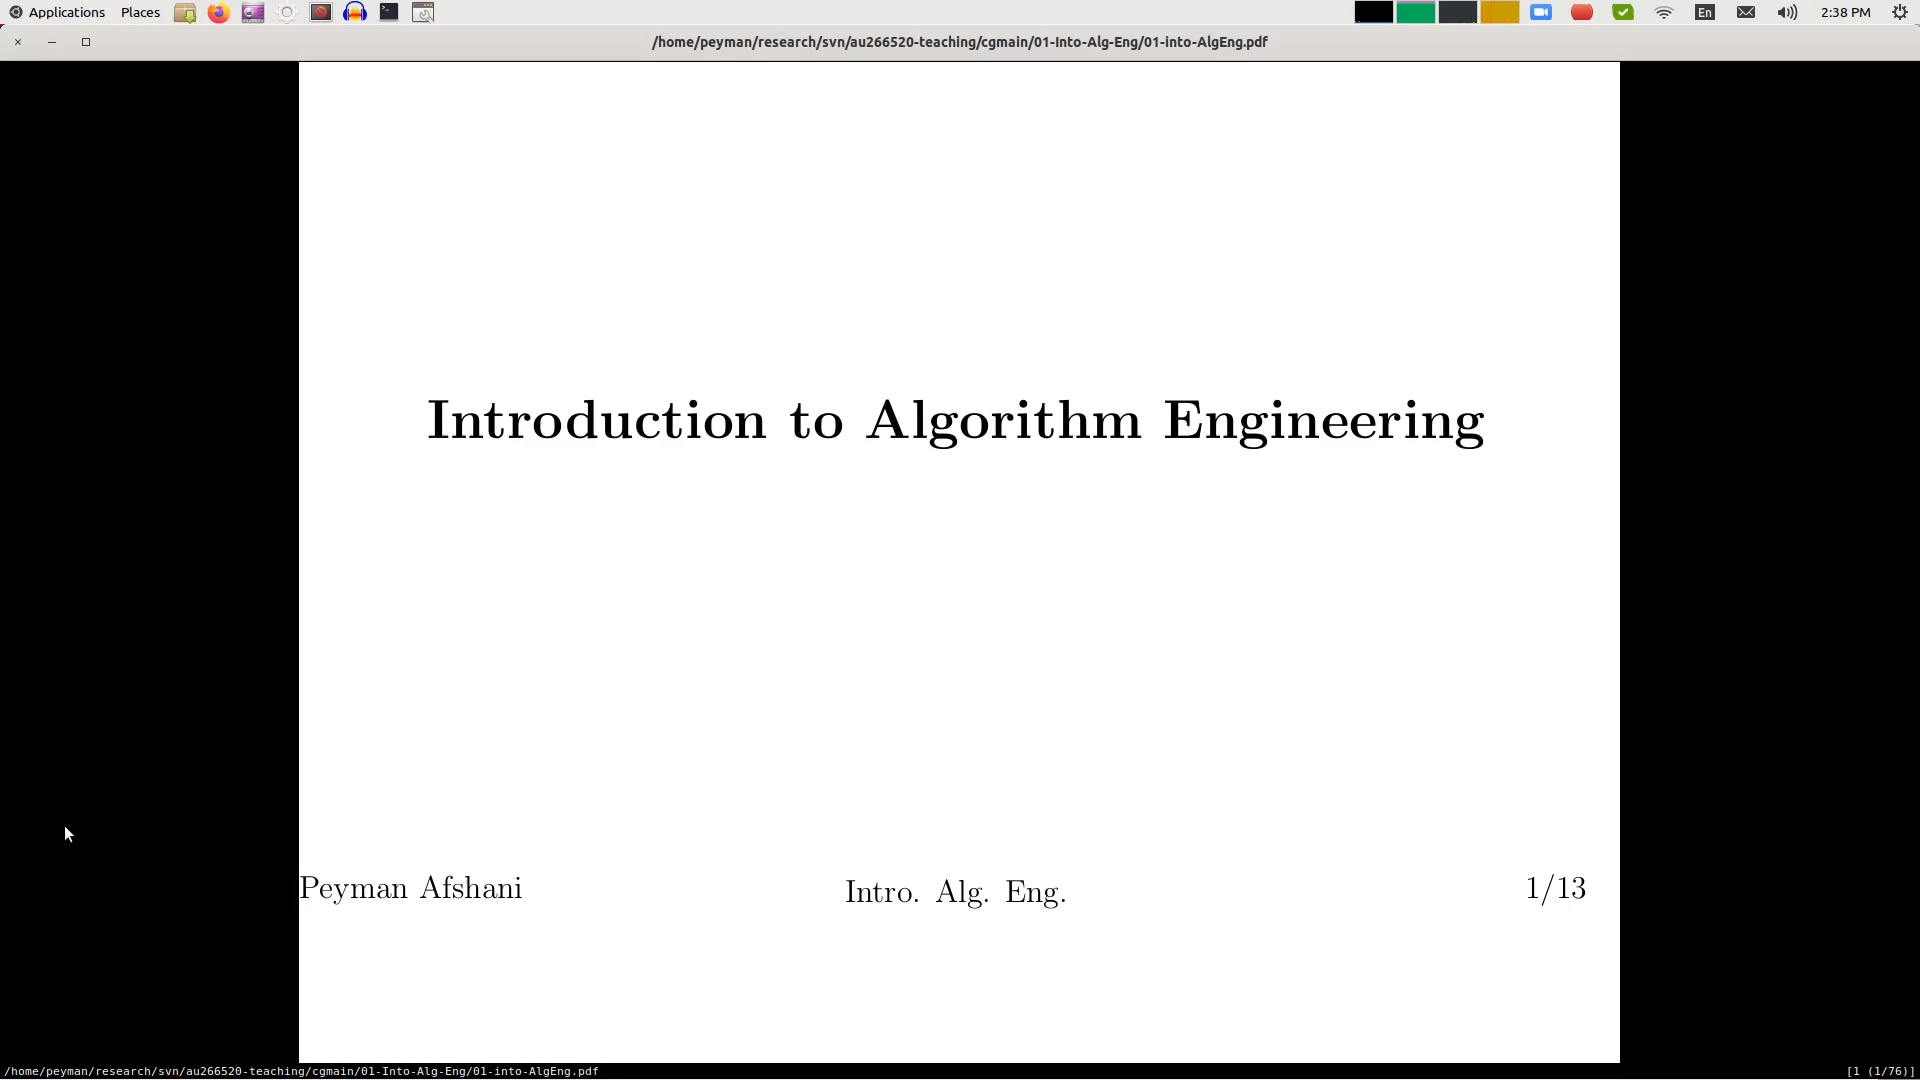 Applications Places En 2:38 PM
/home/peyman/research/svn/au266520-teaching/cgmain/01-Into-Alg-Eng/01-into-AlgEng.pdf
Introduction to Algorithm Engineering
Peyman Afshani Intro. Alg. Eng. 1/13
/home/peyman/research/svn/au266520-teaching/cgmain/01-Into-Alg-Eng/01-into-AlgEng.pdf [1 (1/76)]